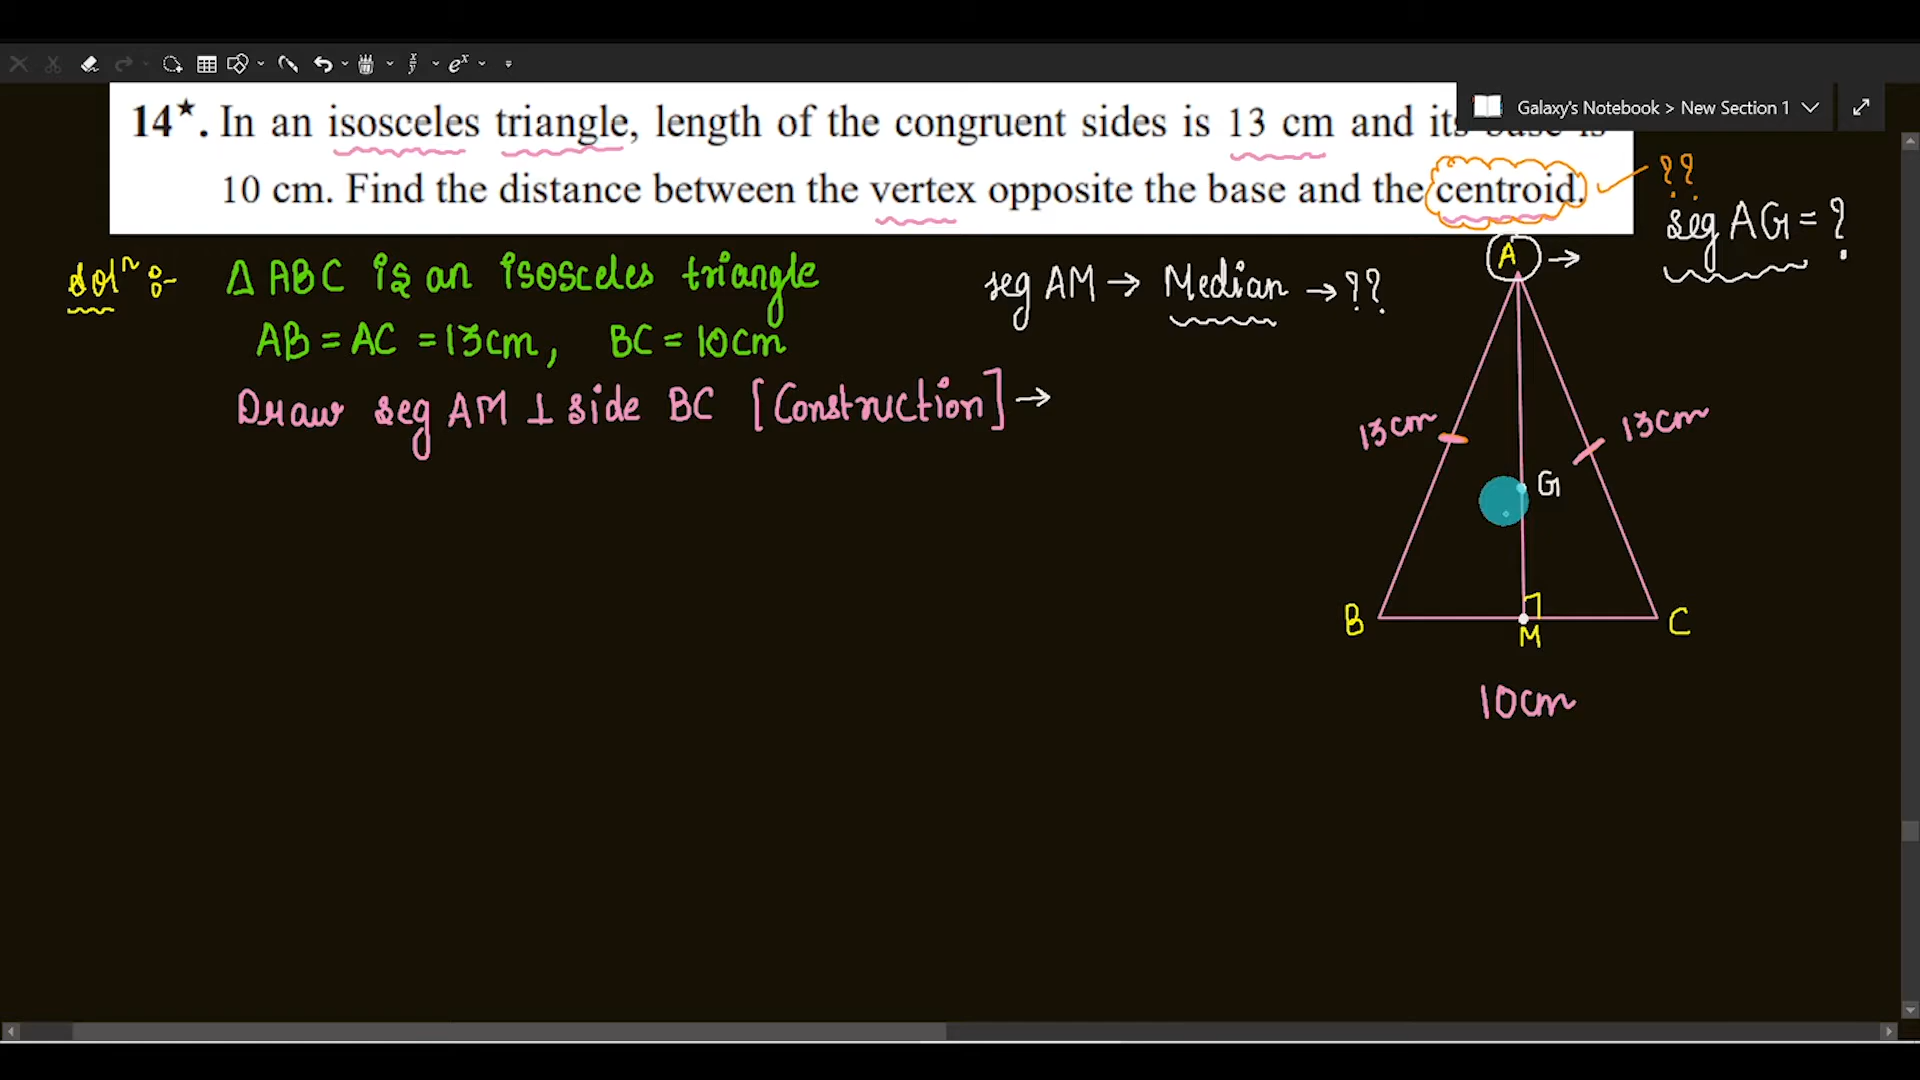 Galaxy's Notebook > New Section 1
14★. In an isosceles triangle, length of the congruent sides is 13 cm and its base is
10 cm. Find the distance between the vertex opposite the base and the centroid.
??
seg AG = ?
Solⁿ :- Δ ABC is an isosceles triangle
seg AM → Median → ??
A →
AB = AC = 13cm, BC = 10cm
Draw seg AM ⊥ side BC [Construction] →
13cm
13cm
G
B
M
C
10cm